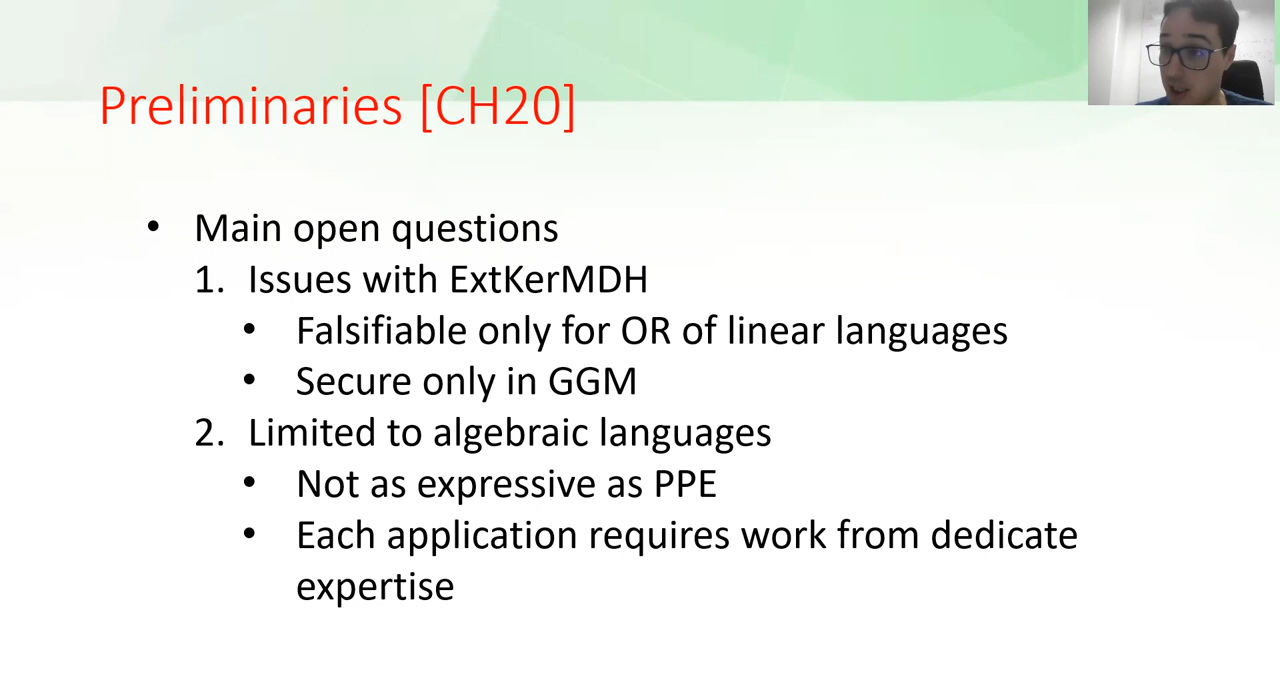 Preliminaries [CH20]
• Main open questions
1. Issues with ExtKerMDH
• Falsifiable only for OR of linear languages
• Secure only in GGM
2. Limited to algebraic languages
• Not as expressive as PPE
• Each application requires work from dedicate
expertise